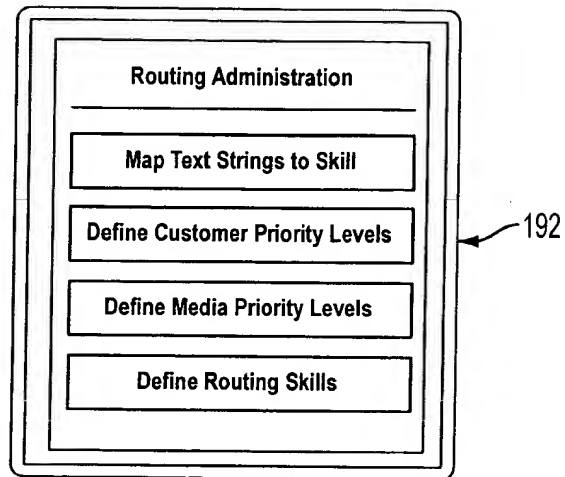 Routing Administration
Map Text Strings to Skill
Define Customer Priority Levels
192
Define Media Priority Levels
Define Routing Skills